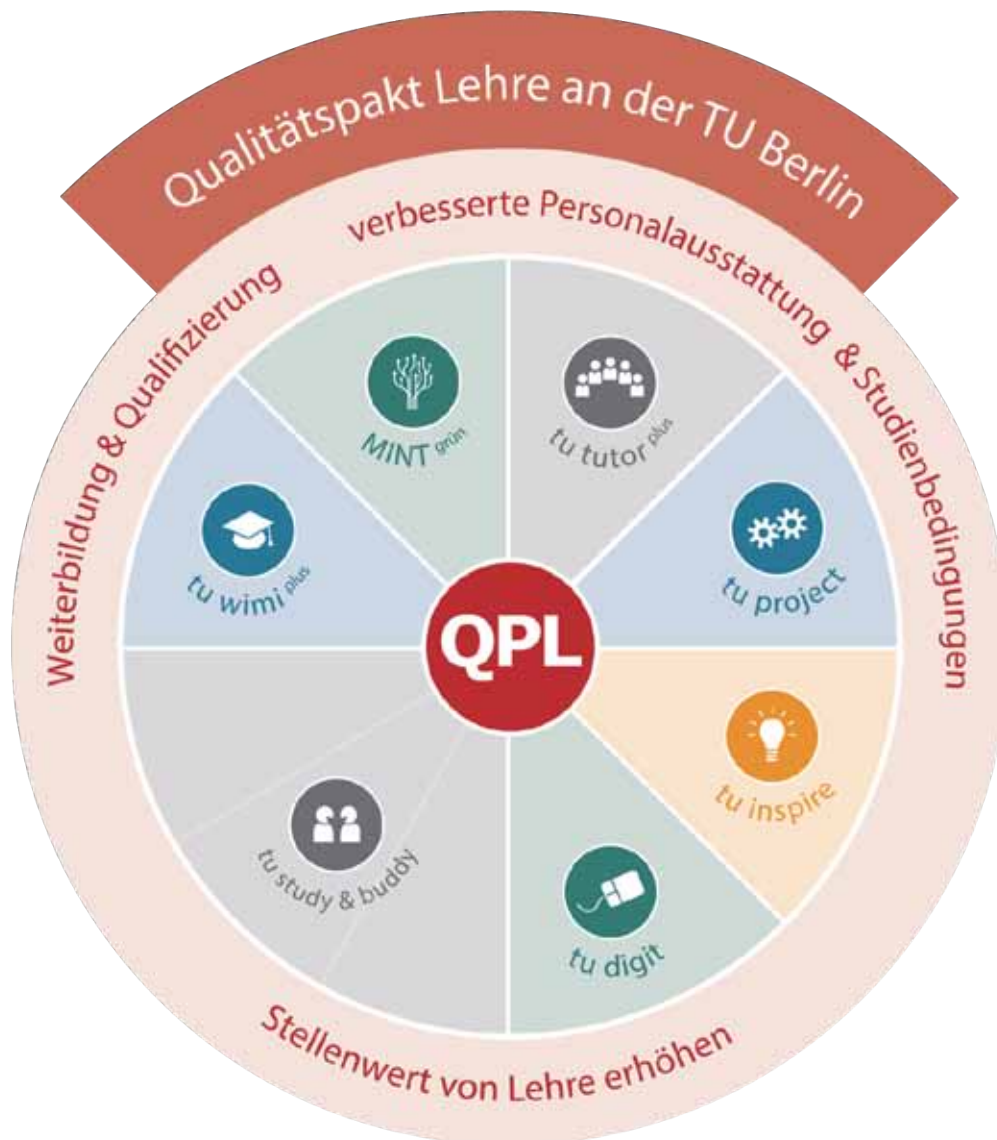 Qualitätspakt Lehre an der TU Berlin
verbesserte Personalausstattung & Studienbedingungen
Weiterbildung & Qualifizierung
MINT grün
tu tutor plus
tu wimi plus
tu project
QPL
tu inspire
tu study & buddy
tu digit
Stellenwert von Lehre erhöhen